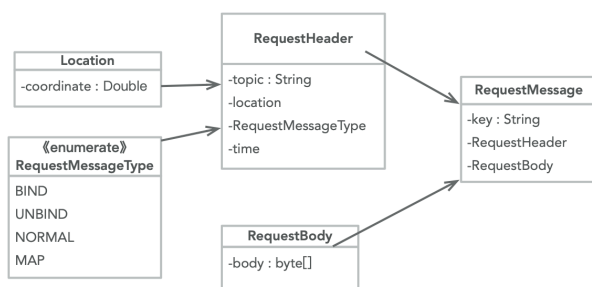 Location
-coordinate : Double
《enumerate》
RequestMessageType
BIND
UNBIND
NORMAL
MAP
RequestHeader
-topic : String
-location
-RequestMessageType
-time
RequestBody
-body : byte[]
RequestMessage
-key : String
-RequestHeader
-RequestBody